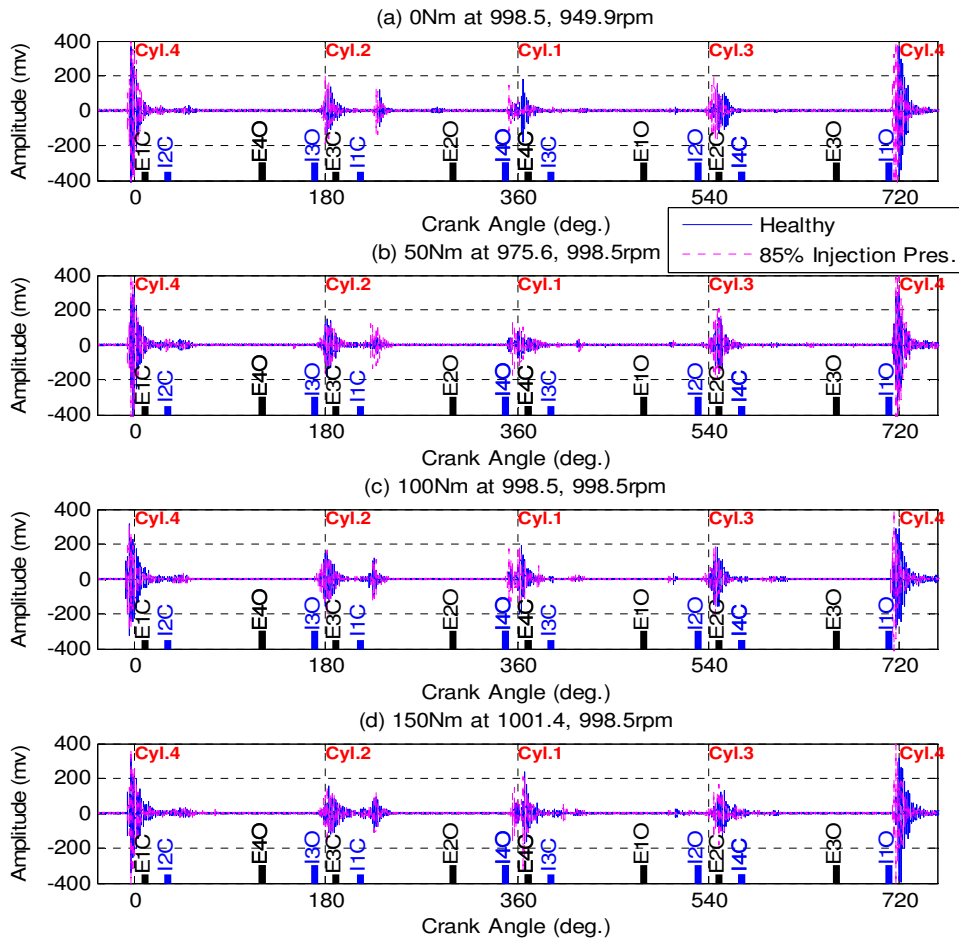 (a) 0Nm at 998.5, 949.9rpm
400
200
0
-200
-400
Amplitude (mv)
Cyl.4 Cyl.2 Cyl.1 Cyl.3 Cyl.4
E1C I2C E4O I3O E3C I1C E2O I4O E4C I3C E1O I2O E2C I4C E3O I1O
0 180 360 540 720
Crank Angle (deg.)
Healthy
85% Injection Pres.
(b) 50Nm at 975.6, 998.5rpm
400
200
0
-200
-400
Amplitude (mv)
Cyl.4 Cyl.2 Cyl.1 Cyl.3 Cyl.4
E1C I2C E4O I3O E3C I1C E2O I4O E4C I3C E1O I2O E2C I4C E3O I1O
0 180 360 540 720
Crank Angle (deg.)
(c) 100Nm at 998.5, 998.5rpm
400
200
0
-200
-400
Amplitude (mv)
Cyl.4 Cyl.2 Cyl.1 Cyl.3 Cyl.4
E1C I2C E4O I3O E3C I1C E2O I4O E4C I3C E1O I2O E2C I4C E3O I1O
0 180 360 540 720
Crank Angle (deg.)
(d) 150Nm at 1001.4, 998.5rpm
400
200
0
-200
-400
Amplitude (mv)
Cyl.4 Cyl.2 Cyl.1 Cyl.3 Cyl.4
E1C I2C E4O I3O E3C I1C E2O I4O E4C I3C E1O I2O E2C I4C E3O I1O
0 180 360 540 720
Crank Angle (deg.)